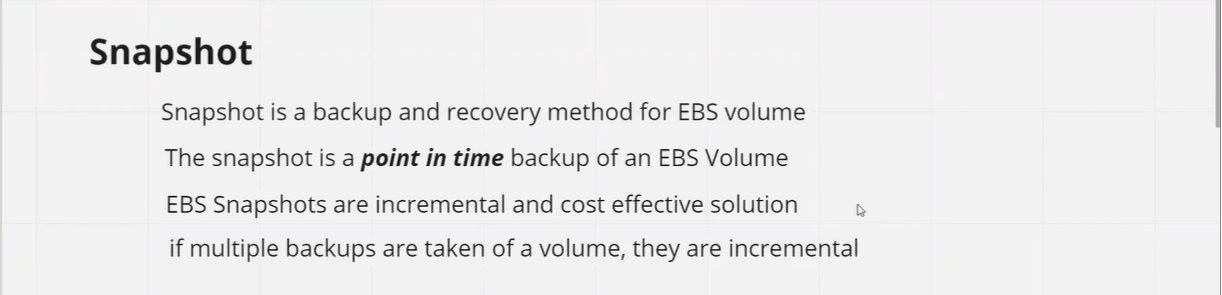 Snapshot
Snapshot is a backup and recovery method for EBS volume
The snapshot is a point in time backup of an EBS Volume
EBS Snapshots are incremental and cost effective solution
if multiple backups are taken of a volume, they are incremental